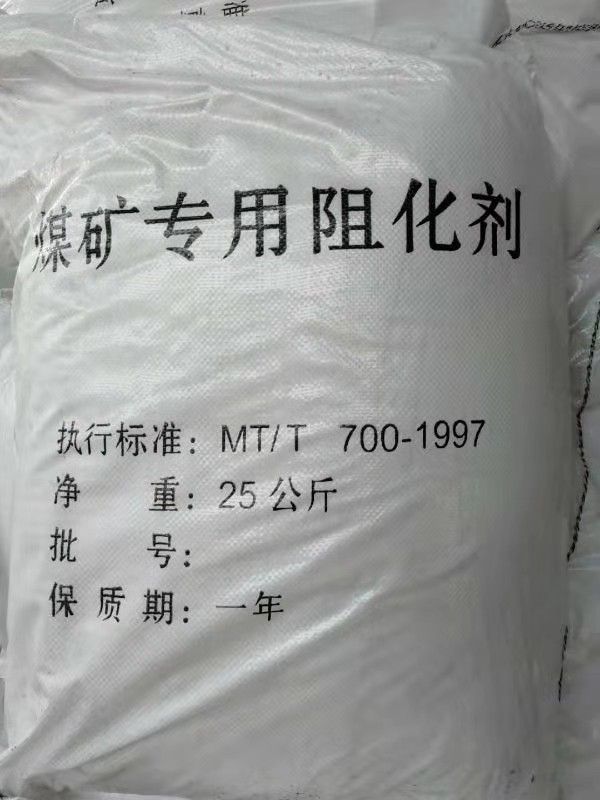 煤矿专用阻化剂
执行标准：MT/T 700-1997
净 重：25公斤
批 号：
保质期：一年